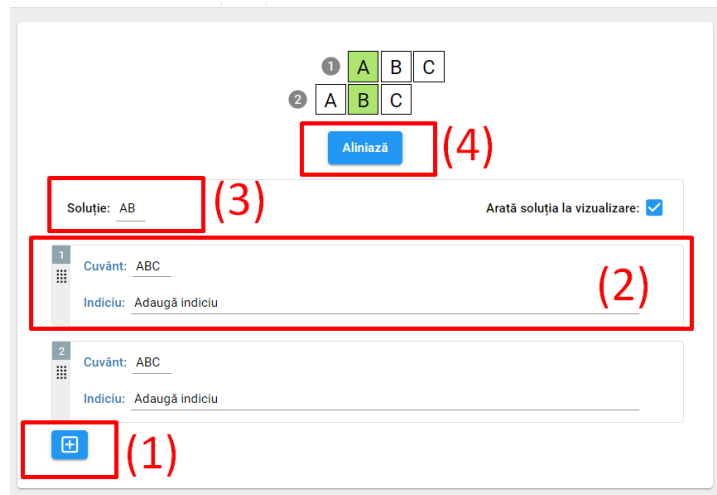 1 A B C
2 A B C
Aliniază
(4)
Soluție: AB
(3)
Arată soluția la vizualizare:
1
Cuvânt: ABC
(2)
Indiciu: Adaugă indiciu
2
Cuvânt: ABC
Indiciu: Adaugă indiciu
(1)